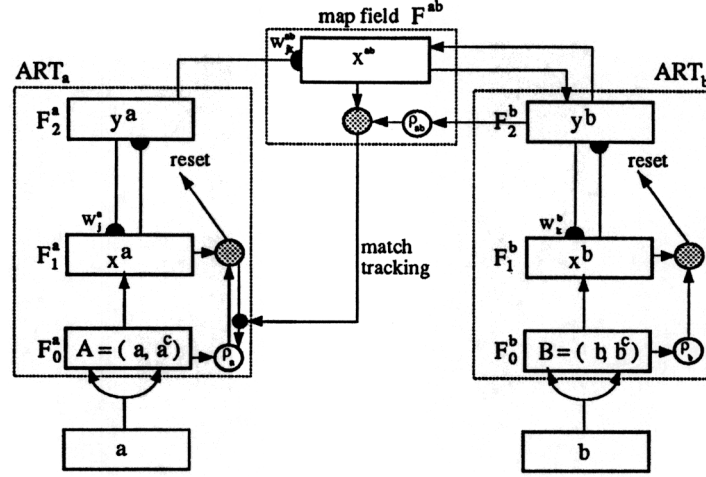 map field F^ab
w_jk^ab
x^ab
ART_a
ART_b
F_2^a
y^a
ρ_ab
F_2^b
y^b
reset
reset
w_j^a
match
tracking
w_k^b
F_1^a
x^a
F_1^b
x^b
F_0^a
A = ( a, a^c)
ρ_a
F_0^b
B = ( b, b^c)
ρ_b
a
b